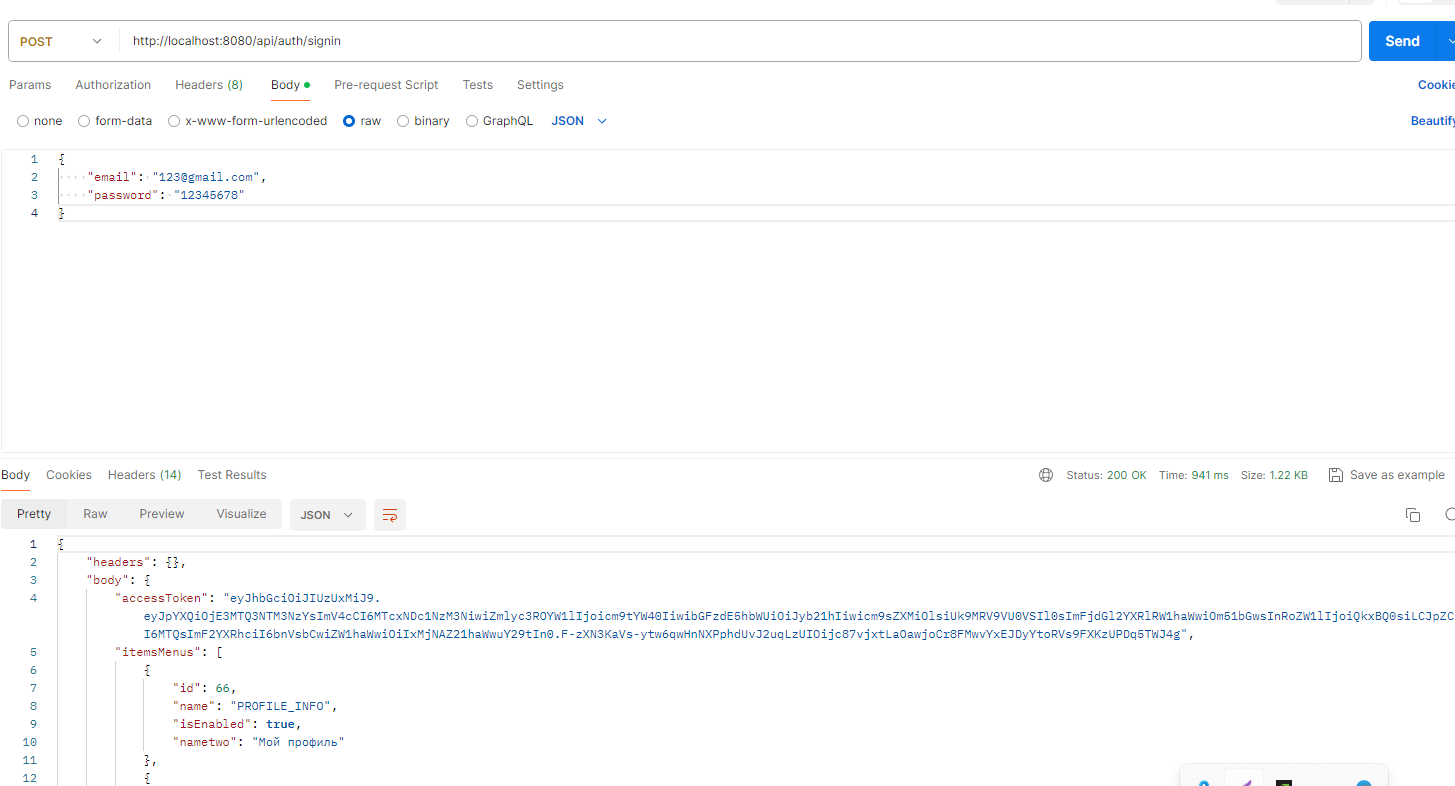 POST http://localhost:8080/api/auth/signin Send
Params Authorization Headers (8) Body Pre-request Script Tests Settings Cookie
none form-data x-www-form-urlencoded raw binary GraphQL JSON Beautify
1 {
2 "email": "123@gmail.com",
3 "password": "12345678"
4 }
Body Cookies Headers (14) Test Results Status: 200 OK Time: 941 ms Size: 1.22 KB Save as example
Pretty Raw Preview Visualize JSON
1 {
2 "headers": {},
3 "body": {
4 "accessToken": "eyJhbGciOiJIUzUxMiJ9.
eyJpYXQiOjE3MTQ3NTM3NzYsImV4cCI6MTcxNDc1NzM3NiwiZmlyc3ROYW1lIjoicm9tYW40IiwibGFzdE5hbWUiOiJyb21hIiwicm9sZXMiOlsiUk9MRV9VU0VSIl0sImFjdGl2YXRlRW1haWwiOm51bGwsInRoZW1lIjoiQkxBQ0siLCJpZC
I6MTQsImF2YXRhciI6bnVsbCwiZW1haWwiOiIxMjNAZ21haWwuY29tIn0.F-zXN3KaVs-ytw6qwHnNXPphdUvJ2uqLzUIOijc87vjxtLaOawjoCr8FMwvYxEJDyYtoRVs9FXKzUPDq5TWJ4g",
5 "itemsMenus": [
6 {
7 "id": 66,
8 "name": "PROFILE_INFO",
9 "isEnabled": true,
10 "nametwo": "Мой профиль"
11 },
12 {